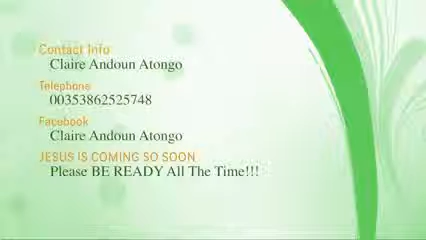 Contact Info
Claire Andoun Atongo
Telephone
00353862525748
Facebook
Claire Andoun Atongo
JESUS IS COMING SO SOON
Please BE READY All The Time!!!